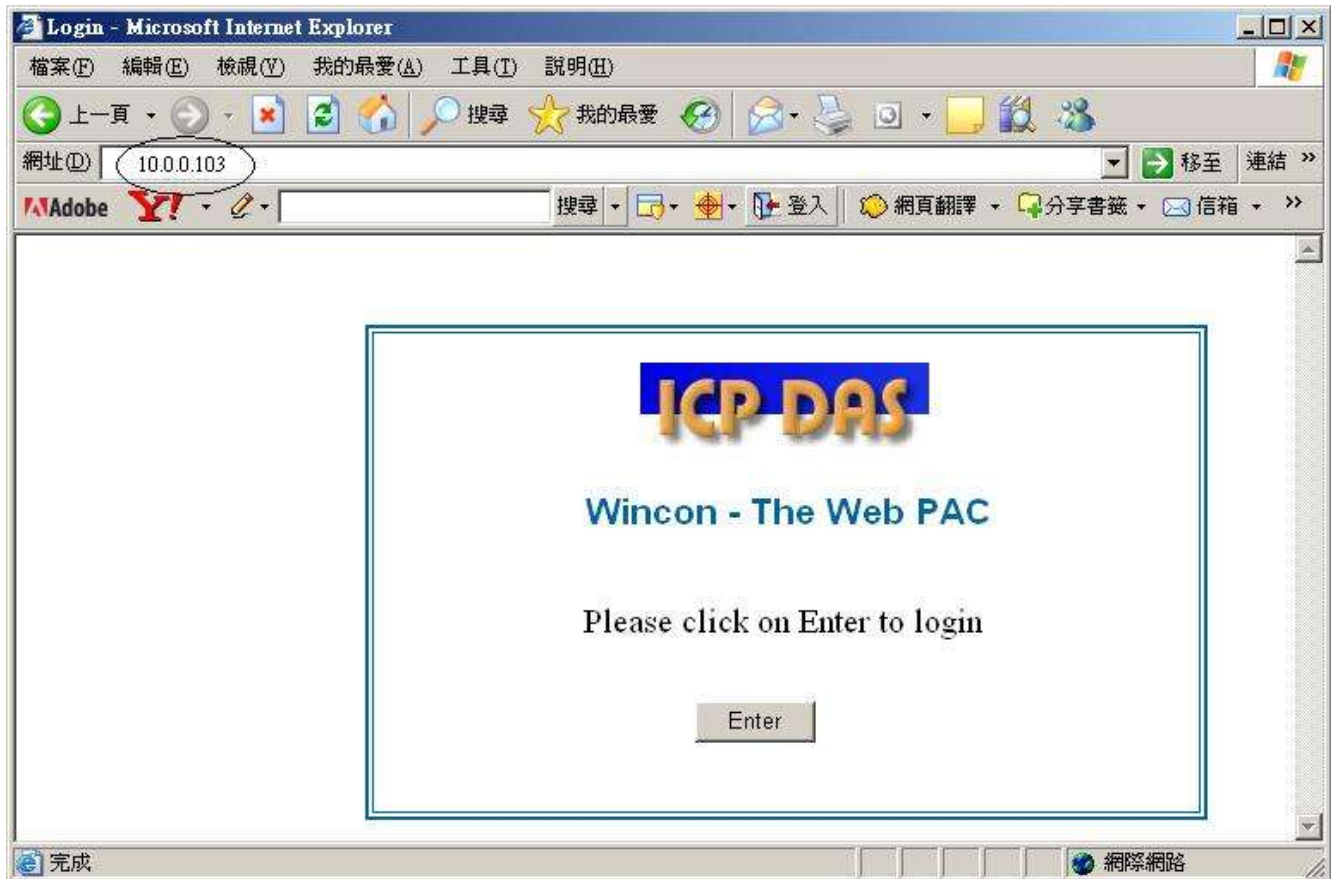 Login - Microsoft Internet Explorer
檔案(F) 編輯(E) 檢視(V) 我的最愛(A) 工具(T) 說明(H)
上一頁 搜尋 我的最愛
網址(D) 10.0.0.103 移至 連結 »
Adobe Y! 搜尋 登入 網頁翻譯 分享書籤 信箱 »
ICP DAS
Wincon - The Web PAC
Please click on Enter to login
Enter
完成 網際網路